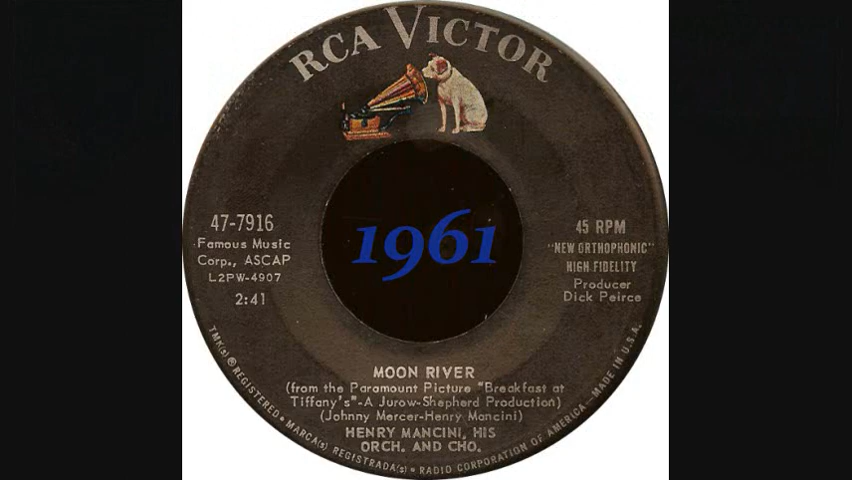 RCA VICTOR
47-7916
Famous Music
Corp., ASCAP
L2PW-4907
2:41
1961
45 RPM
"NEW ORTHOPHONIC"
HIGH FIDELITY
Producer
Dick Peirce
MOON RIVER
(from the Paramount Picture "Breakfast at
Tiffany's"-A Jurow-Shepherd Production)
(Johnny Mercer-Henry Mancini)
HENRY MANCINI, HIS
ORCH. AND CHO.
TMK(s) ® REGISTERED • MARCA(s) REGISTRADA(s) • RADIO CORPORATION OF AMERICA-MADE IN U.S.A.